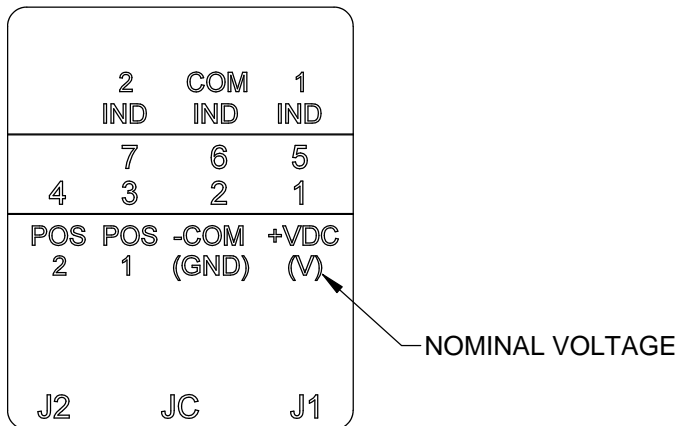 2 COM 1
IND IND IND
7 6 5
4 3 2 1
POS POS -COM +VDC
2 1 (GND) (V)
NOMINAL VOLTAGE
J2 JC J1